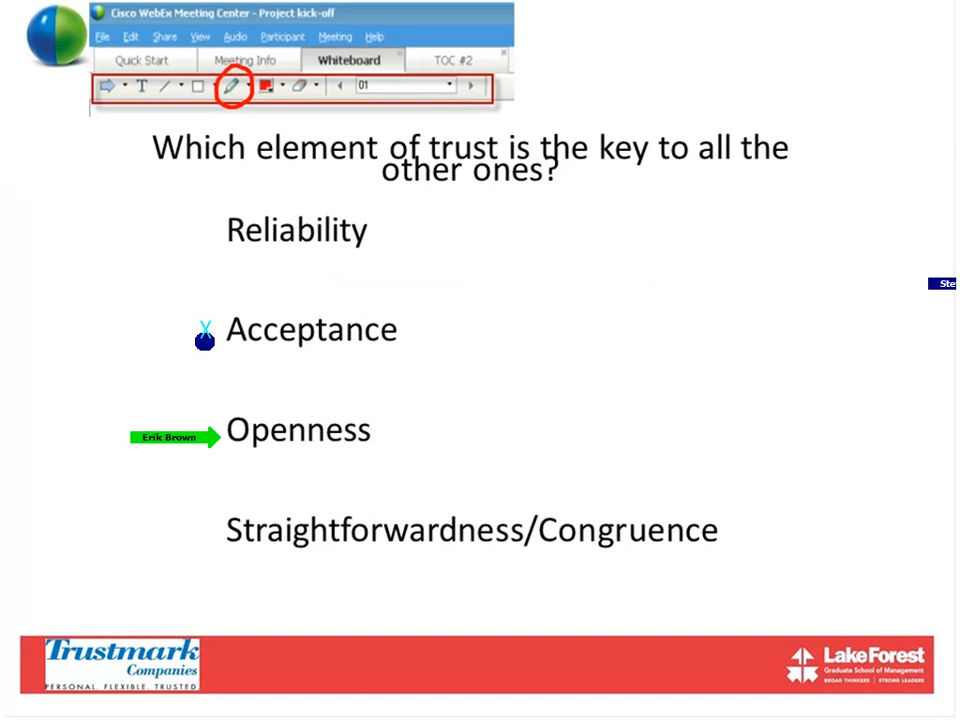 Cisco WebEx Meeting Center - Project kick-off
File Edit Share View Audio Participant Meeting Help
Quick Start Meeting Info Whiteboard TOC #2
T 01
Which element of trust is the key to all the
other ones?
Reliability
Ste
Acceptance
Erik Brown
Openness
Straightforwardness/Congruence
Trustmark
Companies
PERSONAL. FLEXIBLE. TRUSTED
Lake Forest
Graduate School of Management
BROAD THINKERS | STRONG LEADERS